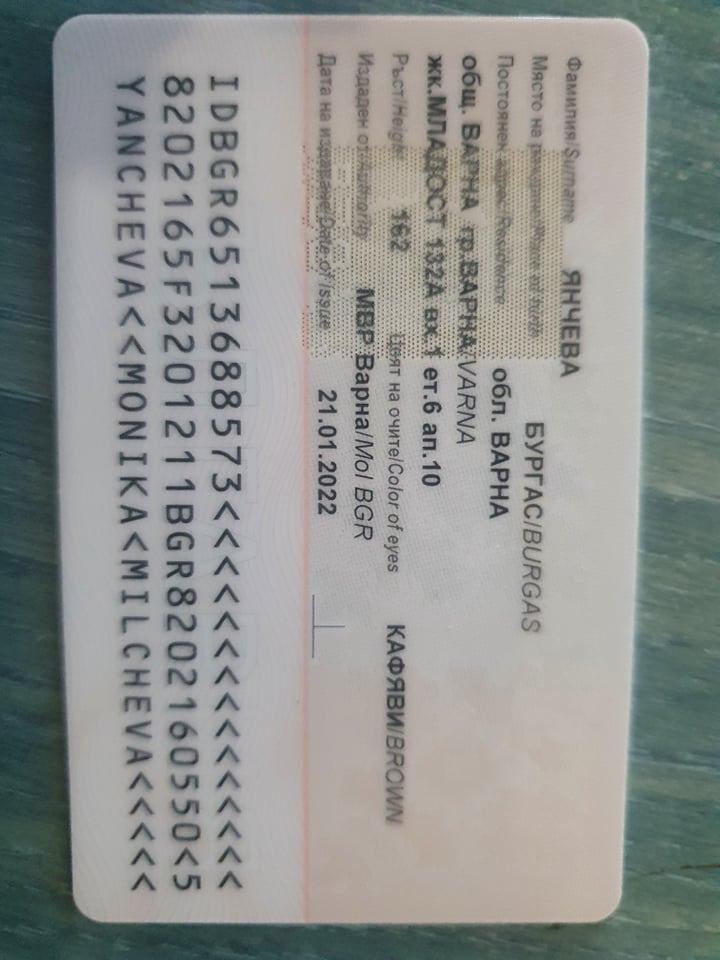 Фамилия/Surname ЯНЧЕВА
Място на раждане/Place of birth БУРГАС/BURGAS
Постоянен адрес/Residence обл. ВАРНА
общ. ВАРНА гр.ВАРНА/VARNA
жк.МЛАДОСТ 132А вх.1 ет.6 ап.10
Ръст/Height 162 Цвят на очите/Color of eyes КАФЯВИ/BROWN
Издаден от/Authority МВР Варна/MoI BGR
Дата на издаване/Date of issue 21.01.2022
IDBGR6513688573<<<<<<<<<<<<<<<
8202165F3201211BGR8202160550<5
YANCHEVA<<MONIKA<MILCHEVA<<<<<